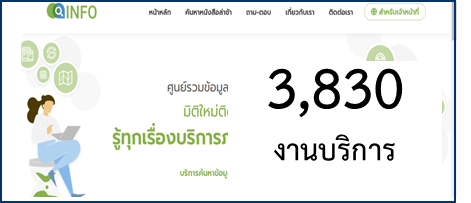 INFO
หน้าหลัก ค้นหาหนังสือล่าช้า ถาม-ตอบ เกี่ยวกับเรา ติดต่อเรา สำหรับเจ้าหน้าที่
ศูนย์รวมข้อมูล
มิติใหม่
รู้ทุกเรื่องบริการ
บริการค้นหาข้อมูล
3,830
งานบริการ